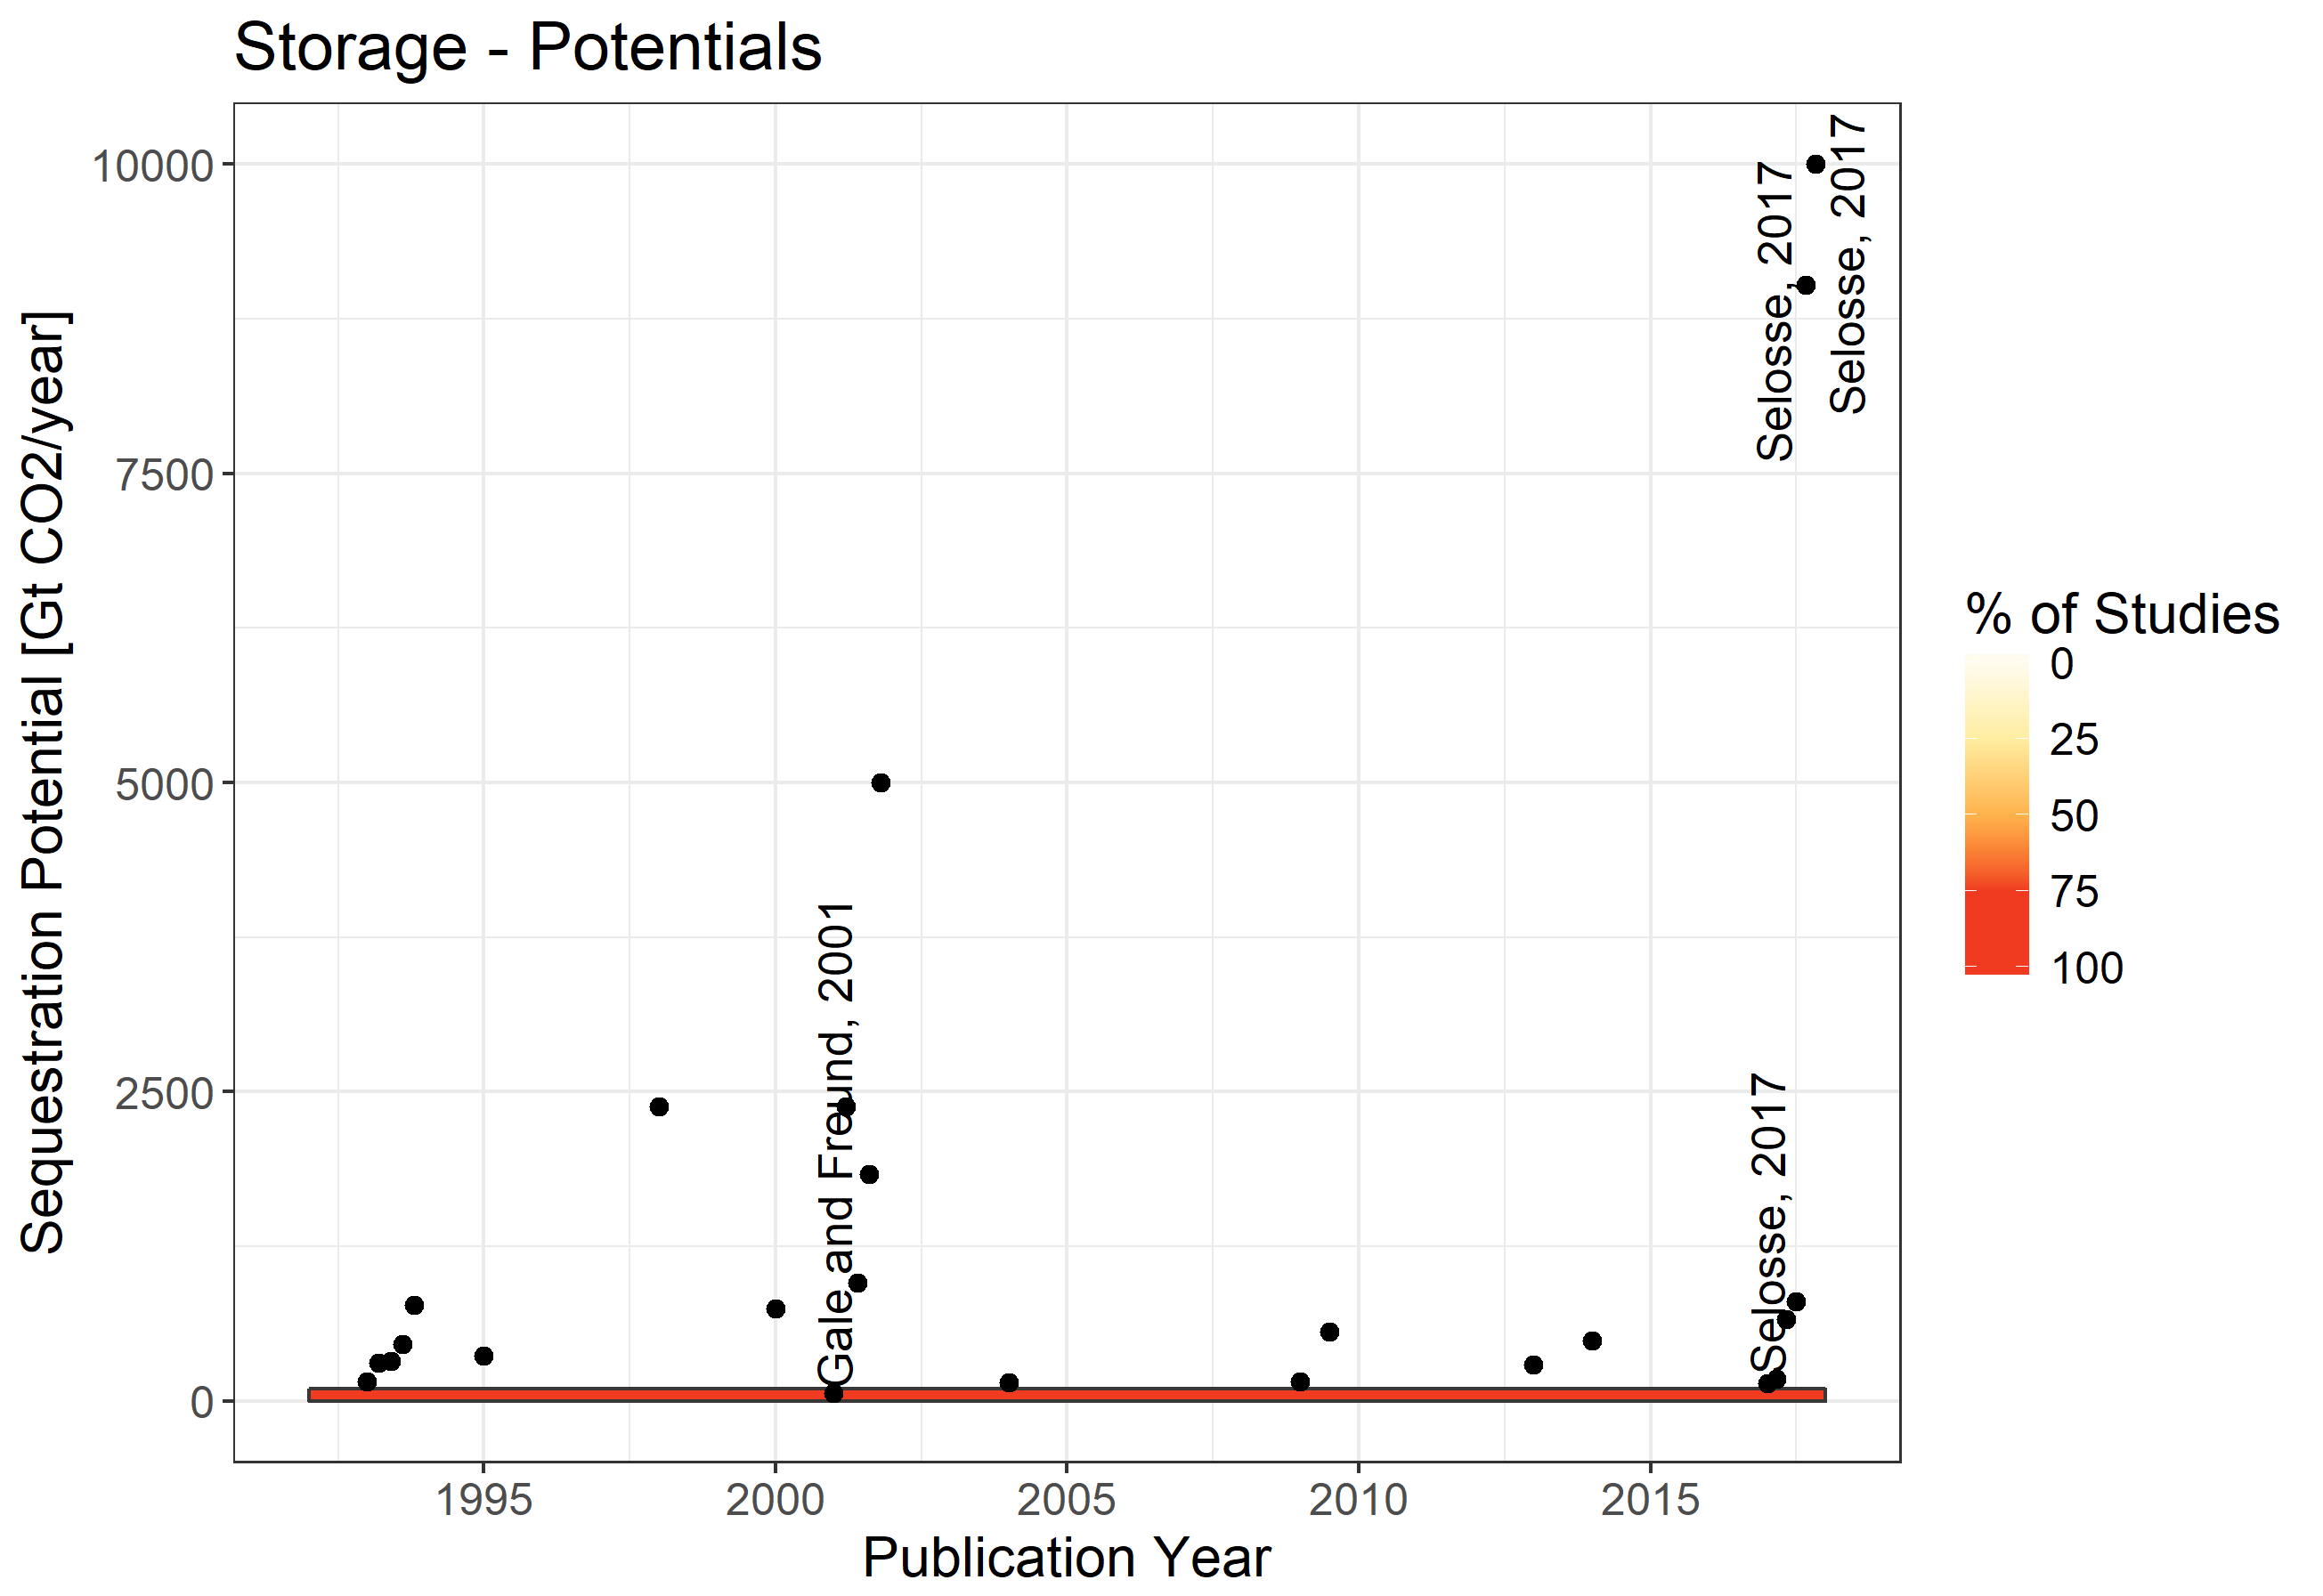 Storage - Potentials
Sequestration Potential [Gt CO2/year]
10000
7500
5000
2500
0
Selosse, 2017
Selosse, 2017
Gale and Freund, 2001
Selosse, 2017
1995
2000
2005
2010
2015
Publication Year
% of Studies
0
25
50
75
100